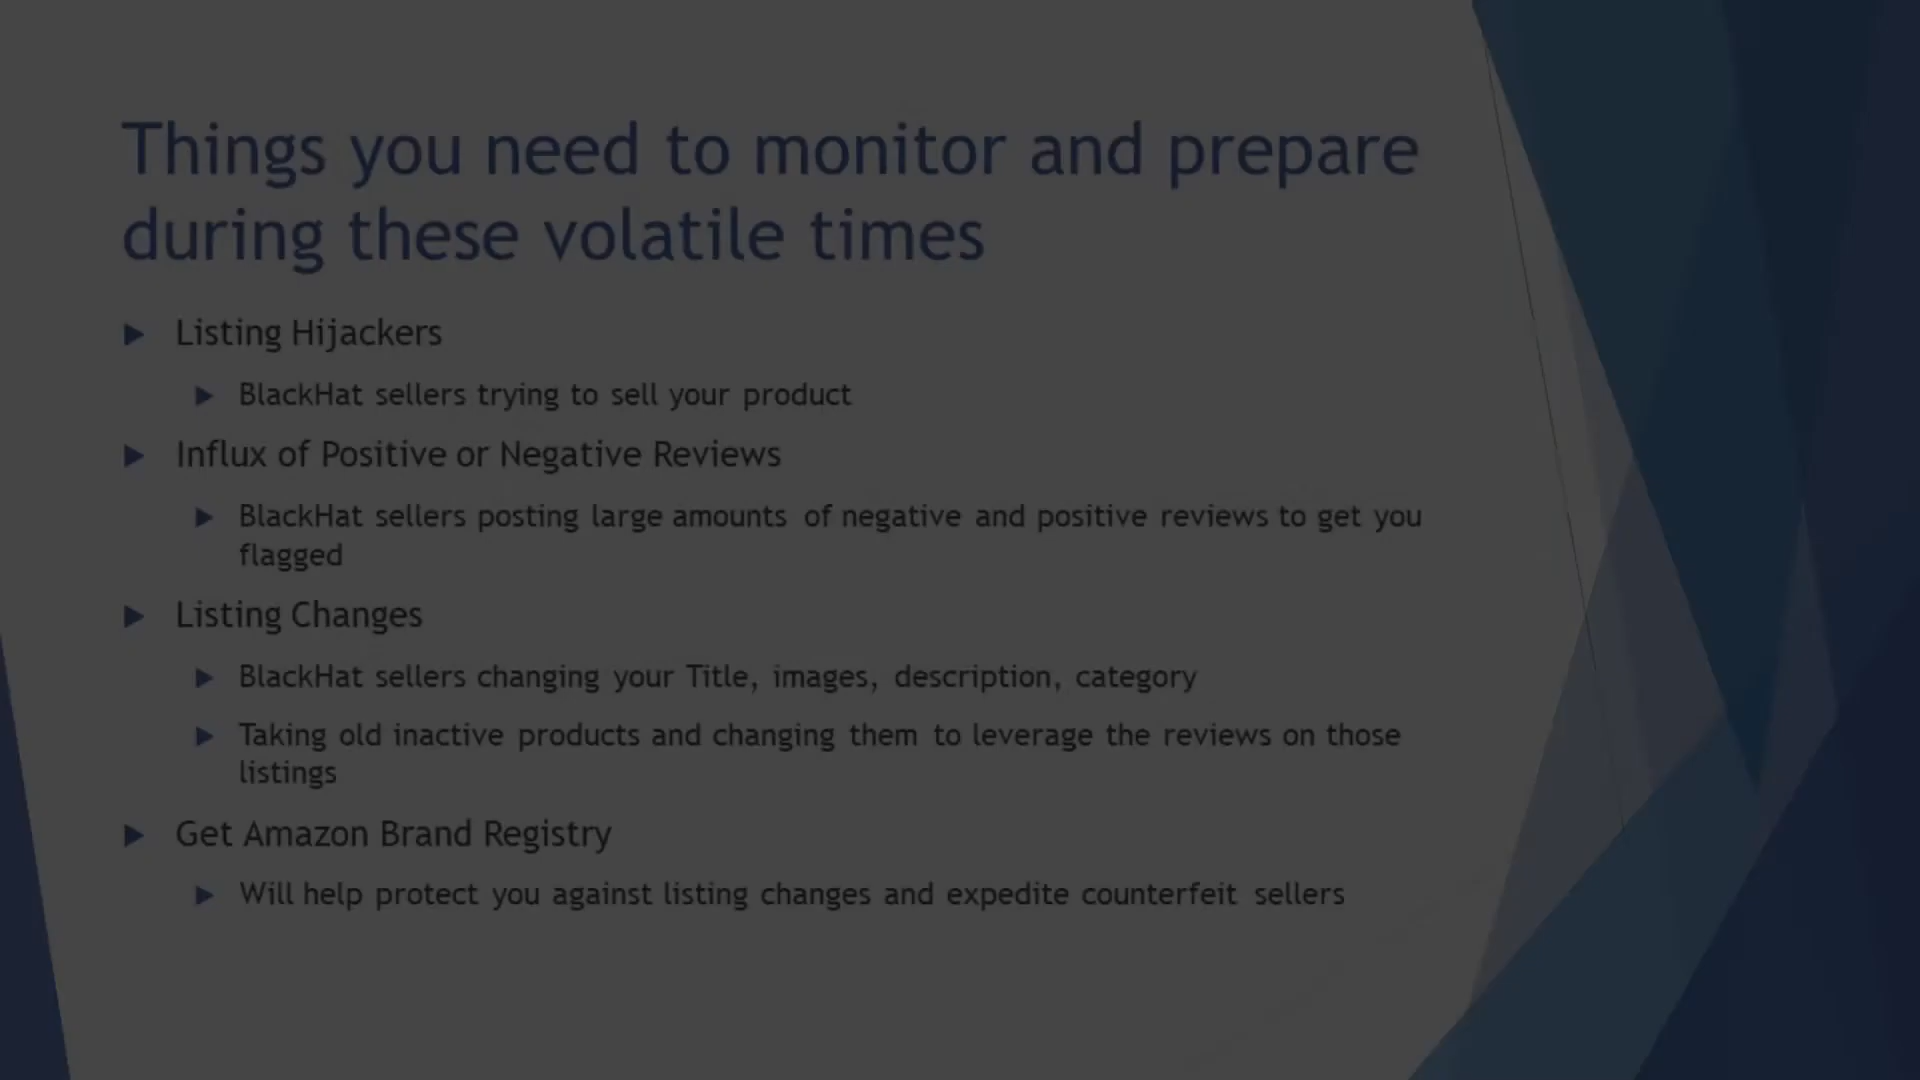 Things you need to monitor and prepare
during these volatile times
Listing Hijackers
BlackHat sellers trying to sell your product
Influx of Positive or Negative Reviews
BlackHat sellers posting large amounts of negative and positive reviews to get you
flagged
Listing Changes
BlackHat sellers changing your Title, images, description, category
Taking old inactive products and changing them to leverage the reviews on those
listings
Get Amazon Brand Registry
Will help protect you against listing changes and expedite counterfeit sellers